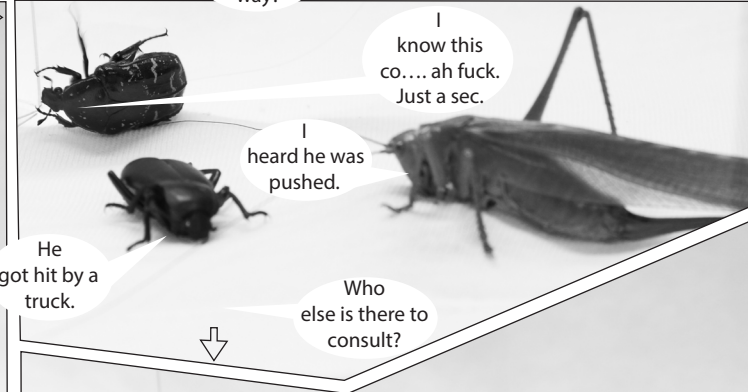 way?
I
know this
co.... ah fuck.
Just a sec.
I
heard he was
pushed.
He
got hit by a
truck.
Who
else is there to
consult?